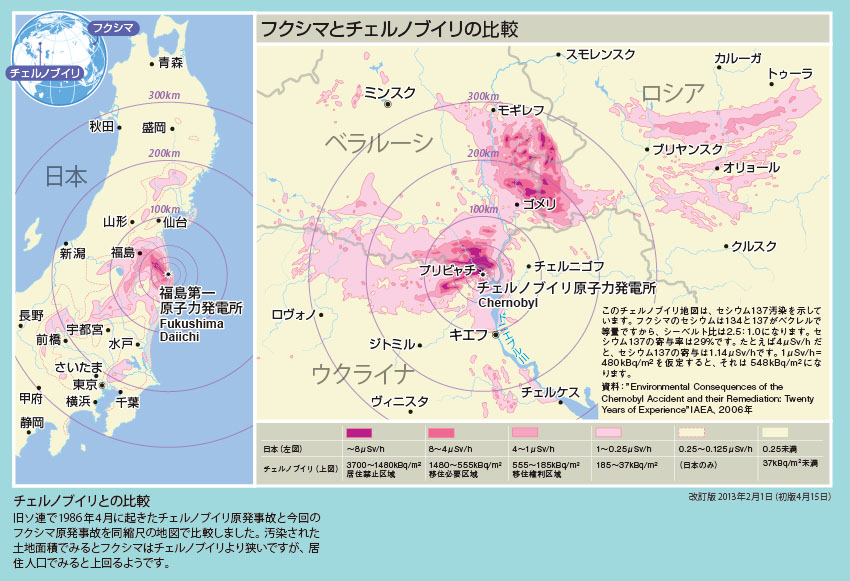 フクシマ
チェルノブイリ
フクシマとチェルノブイリの比較
青森
300km
秋田
盛岡
200km
日本
100km
山形
仙台
新潟
福島
福島第一
原子力発電所
Fukushima
Daiichi
長野
宇都宮
前橋
水戸
さいたま
東京
甲府
横浜
千葉
静岡
スモレンスク
カルーガ
トゥーラ
ミンスク
300km
モギレフ
ロシア
ベラルーシ
ブリヤンスク
200km
オリョール
ゴメリ
100km
クルスク
プリピャチ
チェルニゴフ
チェルノブイリ原子力発電所
Chernobyl
ロヴォノ
キエフ
ドニエプル川
ジトミル
ウクライナ
ヴィニスタ
チェルケス
このチェルノブイリ地図は、セシウム137汚染を示して
います。フクシマのセシウムは134と137がベクレルで
等量ですから、シーベルト比は2.5：1.0になります。セ
シウム137の寄与率は29%です。たとえば4μSv/h だ
と、セシウム137の寄与は1.14μSv/hです。1μSv/h＝
480kBq/m²を仮定すると、それは 548kBq/m²にな
ります。
資料："Environmental Consequences of the
Chernobyl Accident and their Remediation: Twenty
Years of Experience"IAEA, 2006年
日本（左図）
〜8μSv/h
8〜4μSv/h
4〜1μSv/h
1〜0.25μSv/h
0.25〜0.125μSv/h
0.25未満
チェルノブイリ（上図）
3700〜1480kBq/m²
居住禁止区域
1480〜555kBq/m²
移住必要区域
555〜185kBq/m²
移住権利区域
185〜37kBq/m²
（日本のみ）
37kBq/m²未満
改訂版 2013年2月1日（初版4月15日）
チェルノブイリとの比較
旧ソ連で1986年4月に起きたチェルノブイリ原発事故と今回の
フクシマ原発事故を同縮尺の地図で比較しました。汚染された
土地面積でみるとフクシマはチェルノブイリより狭いですが、居
住人口でみると上回るようです。